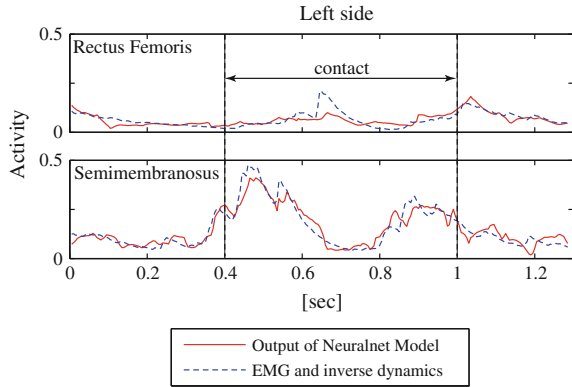 Left side
0.5
Rectus Femoris
contact
0
Activity
0.5
Semimembranosus
0
0 0.2 0.4 0.6 0.8 1 1.2
[sec]
Output of Neuralnet Model
EMG and inverse dynamics